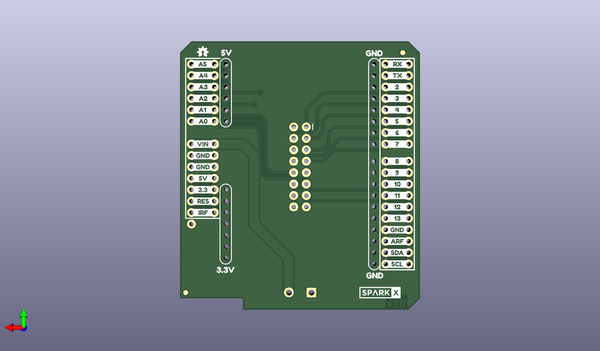 5V
GND
A5
A4
A3
A2
A1
A0
VIN
GND
GND
5V
3.3
RES
IRF
3.3V
RX
TX
2
3
4
5
6
7
8
9
10
11
12
13
GND
ARF
SDA
SCL
GND
SPARK X